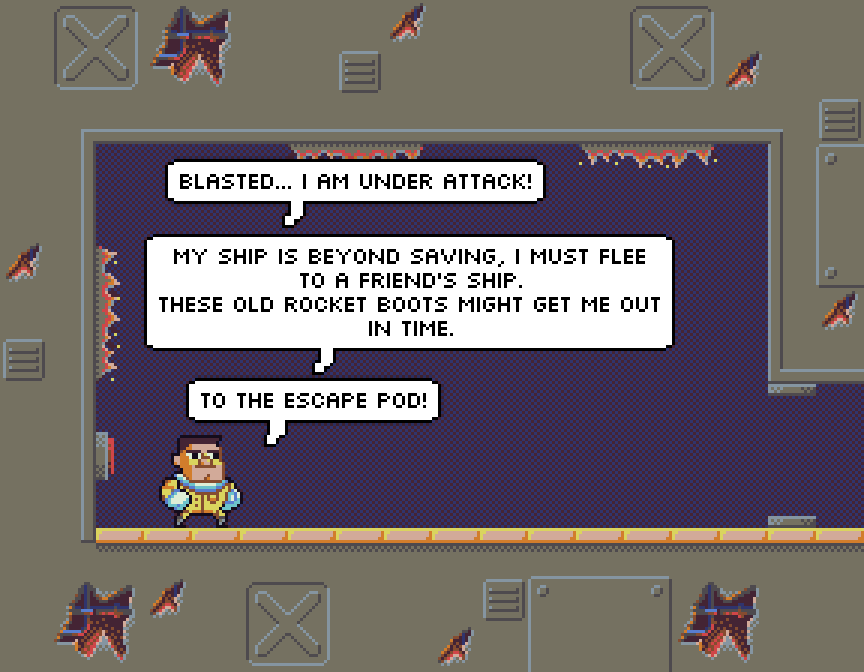 BLASTED... I AM UNDER ATTACK!
MY SHIP IS BEYOND SAVING, I MUST FLEE
TO A FRIEND'S SHIP.
THESE OLD ROCKET BOOTS MIGHT GET ME OUT
IN TIME.
TO THE ESCAPE POD!